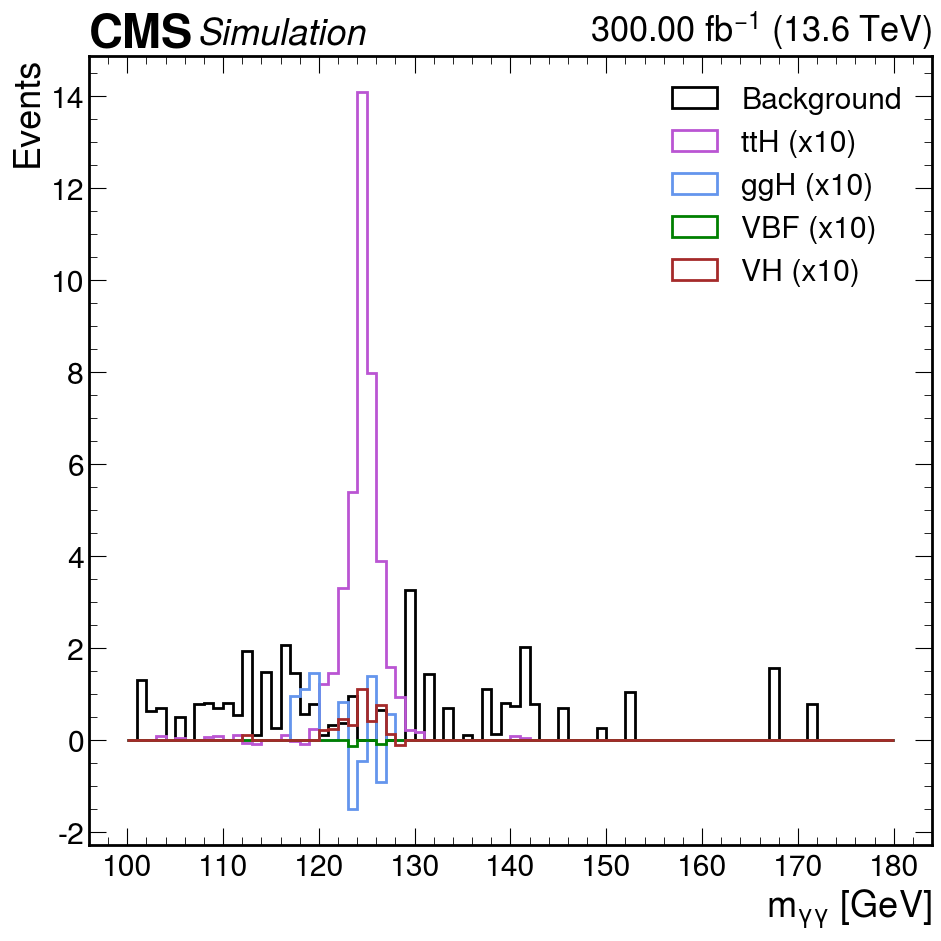 CMS Simulation 300.00 fb⁻¹ (13.6 TeV)
Events
14
12
10
8
6
4
2
0
-2
Background
ttH (x10)
ggH (x10)
VBF (x10)
VH (x10)
100 110 120 130 140 150 160 170 180
mγγ [GeV]